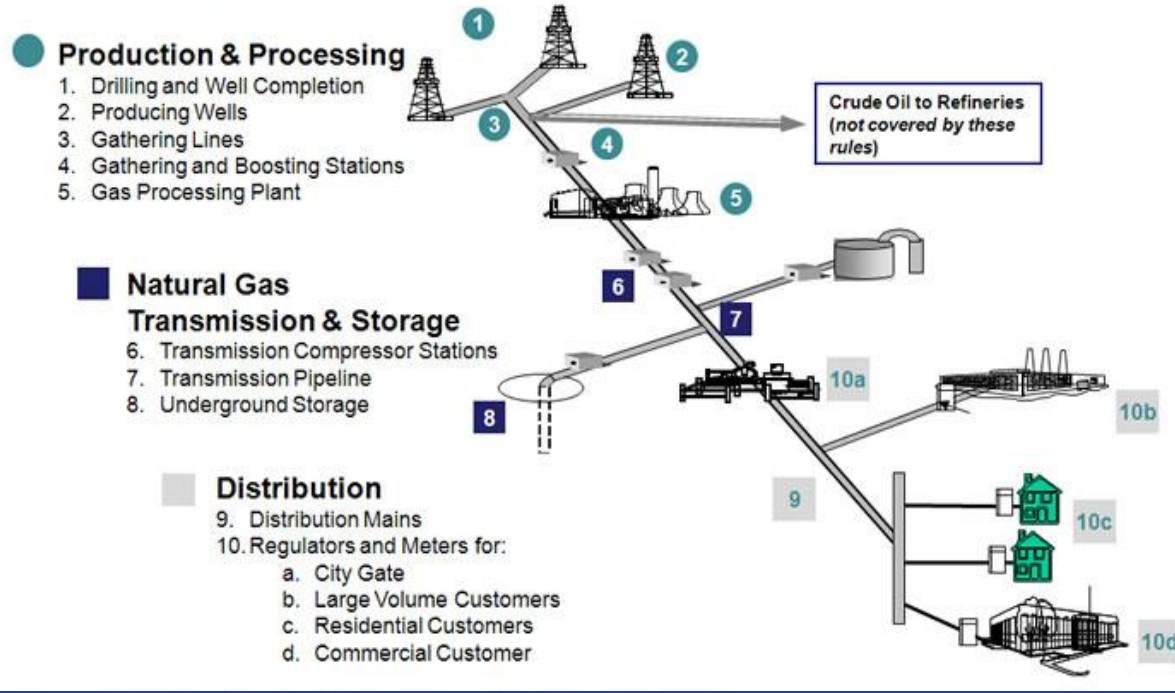 Production & Processing
1. Drilling and Well Completion
2. Producing Wells
3. Gathering Lines
4. Gathering and Boosting Stations
5. Gas Processing Plant
1
2
3
4
5
Crude Oil to Refineries
(not covered by these
rules)
Natural Gas
Transmission & Storage
6. Transmission Compressor Stations
7. Transmission Pipeline
8. Underground Storage
6
7
8
Distribution
9. Distribution Mains
10. Regulators and Meters for:
a. City Gate
b. Large Volume Customers
c. Residential Customers
d. Commercial Customer
9
10a
10b
10c
10d